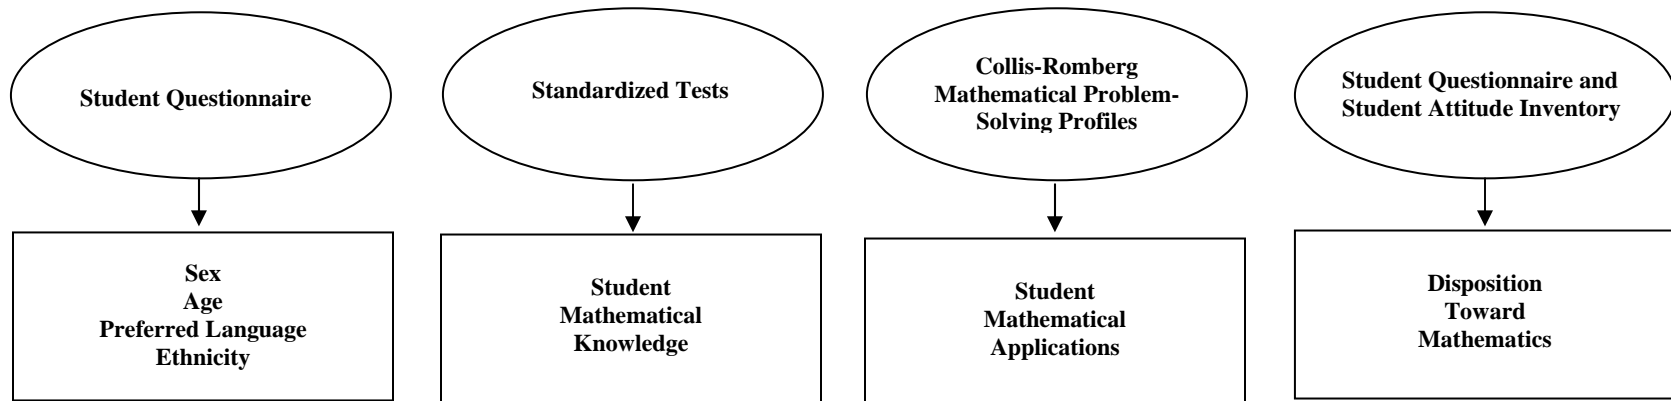 Student Questionnaire
Standardized Tests
Collis-Romberg
Mathematical Problem-
Solving Profiles
Student Questionnaire and
Student Attitude Inventory
Sex
Age
Preferred Language
Ethnicity
Student
Mathematical
Knowledge
Student
Mathematical
Applications
Disposition
Toward
Mathematics